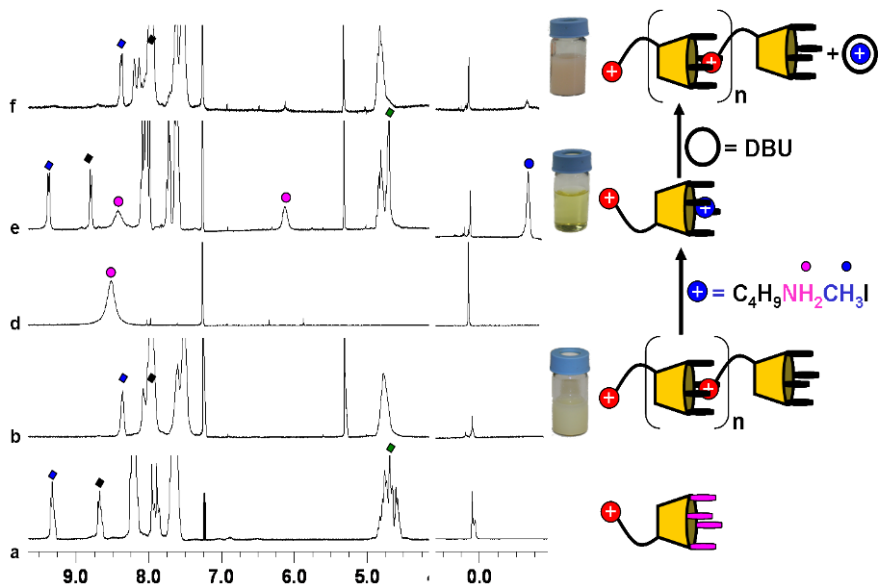 f
+
n
+
+
+
= DBU
e
+
+
+ = C₄H₉NH₂CH₃I
d
+
n
+
b
+
a
9.0 8.0 7.0 6.0 5.0 0.0